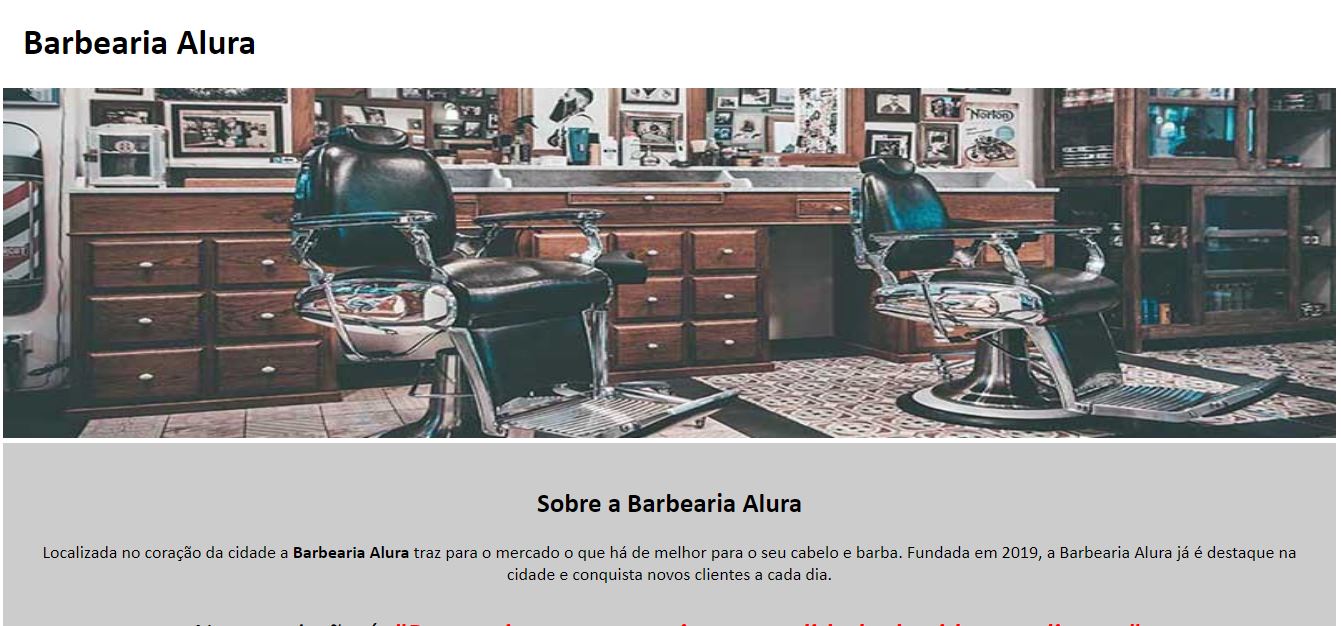 Barbearia Alura
Norton
Sobre a Barbearia Alura
Localizada no coração da cidade a Barbearia Alura traz para o mercado o que há de melhor para o seu cabelo e barba. Fundada em 2019, a Barbearia Alura já é destaque na
cidade e conquista novos clientes a cada dia.